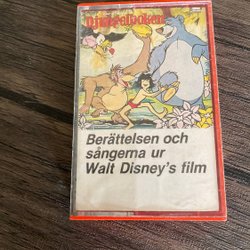 Djungelboken
Berättelsen och
sångerna ur
Walt Disney's film